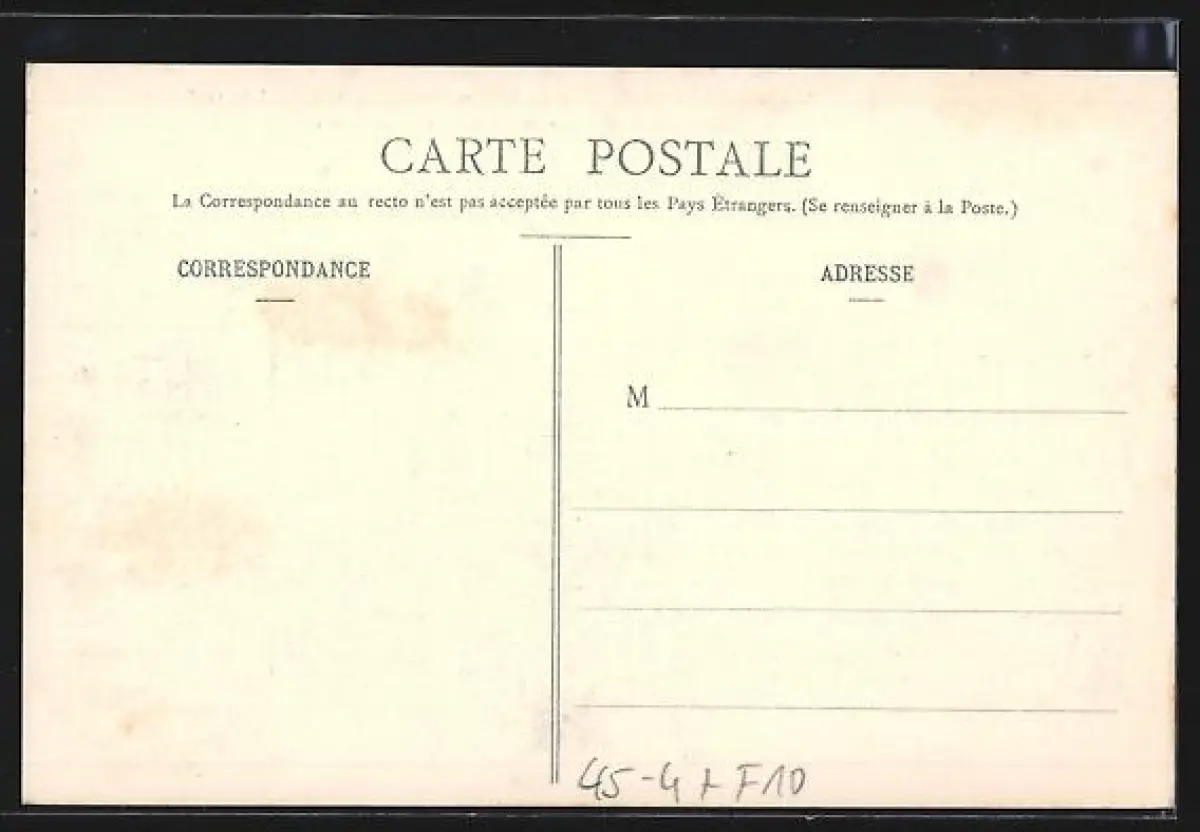 CARTE POSTALE
La Correspondance au recto n'est pas acceptée par tous les Pays Étrangers. (Se renseigner à la Poste.)
CORRESPONDANCE
ADRESSE
M
45-4 + F10